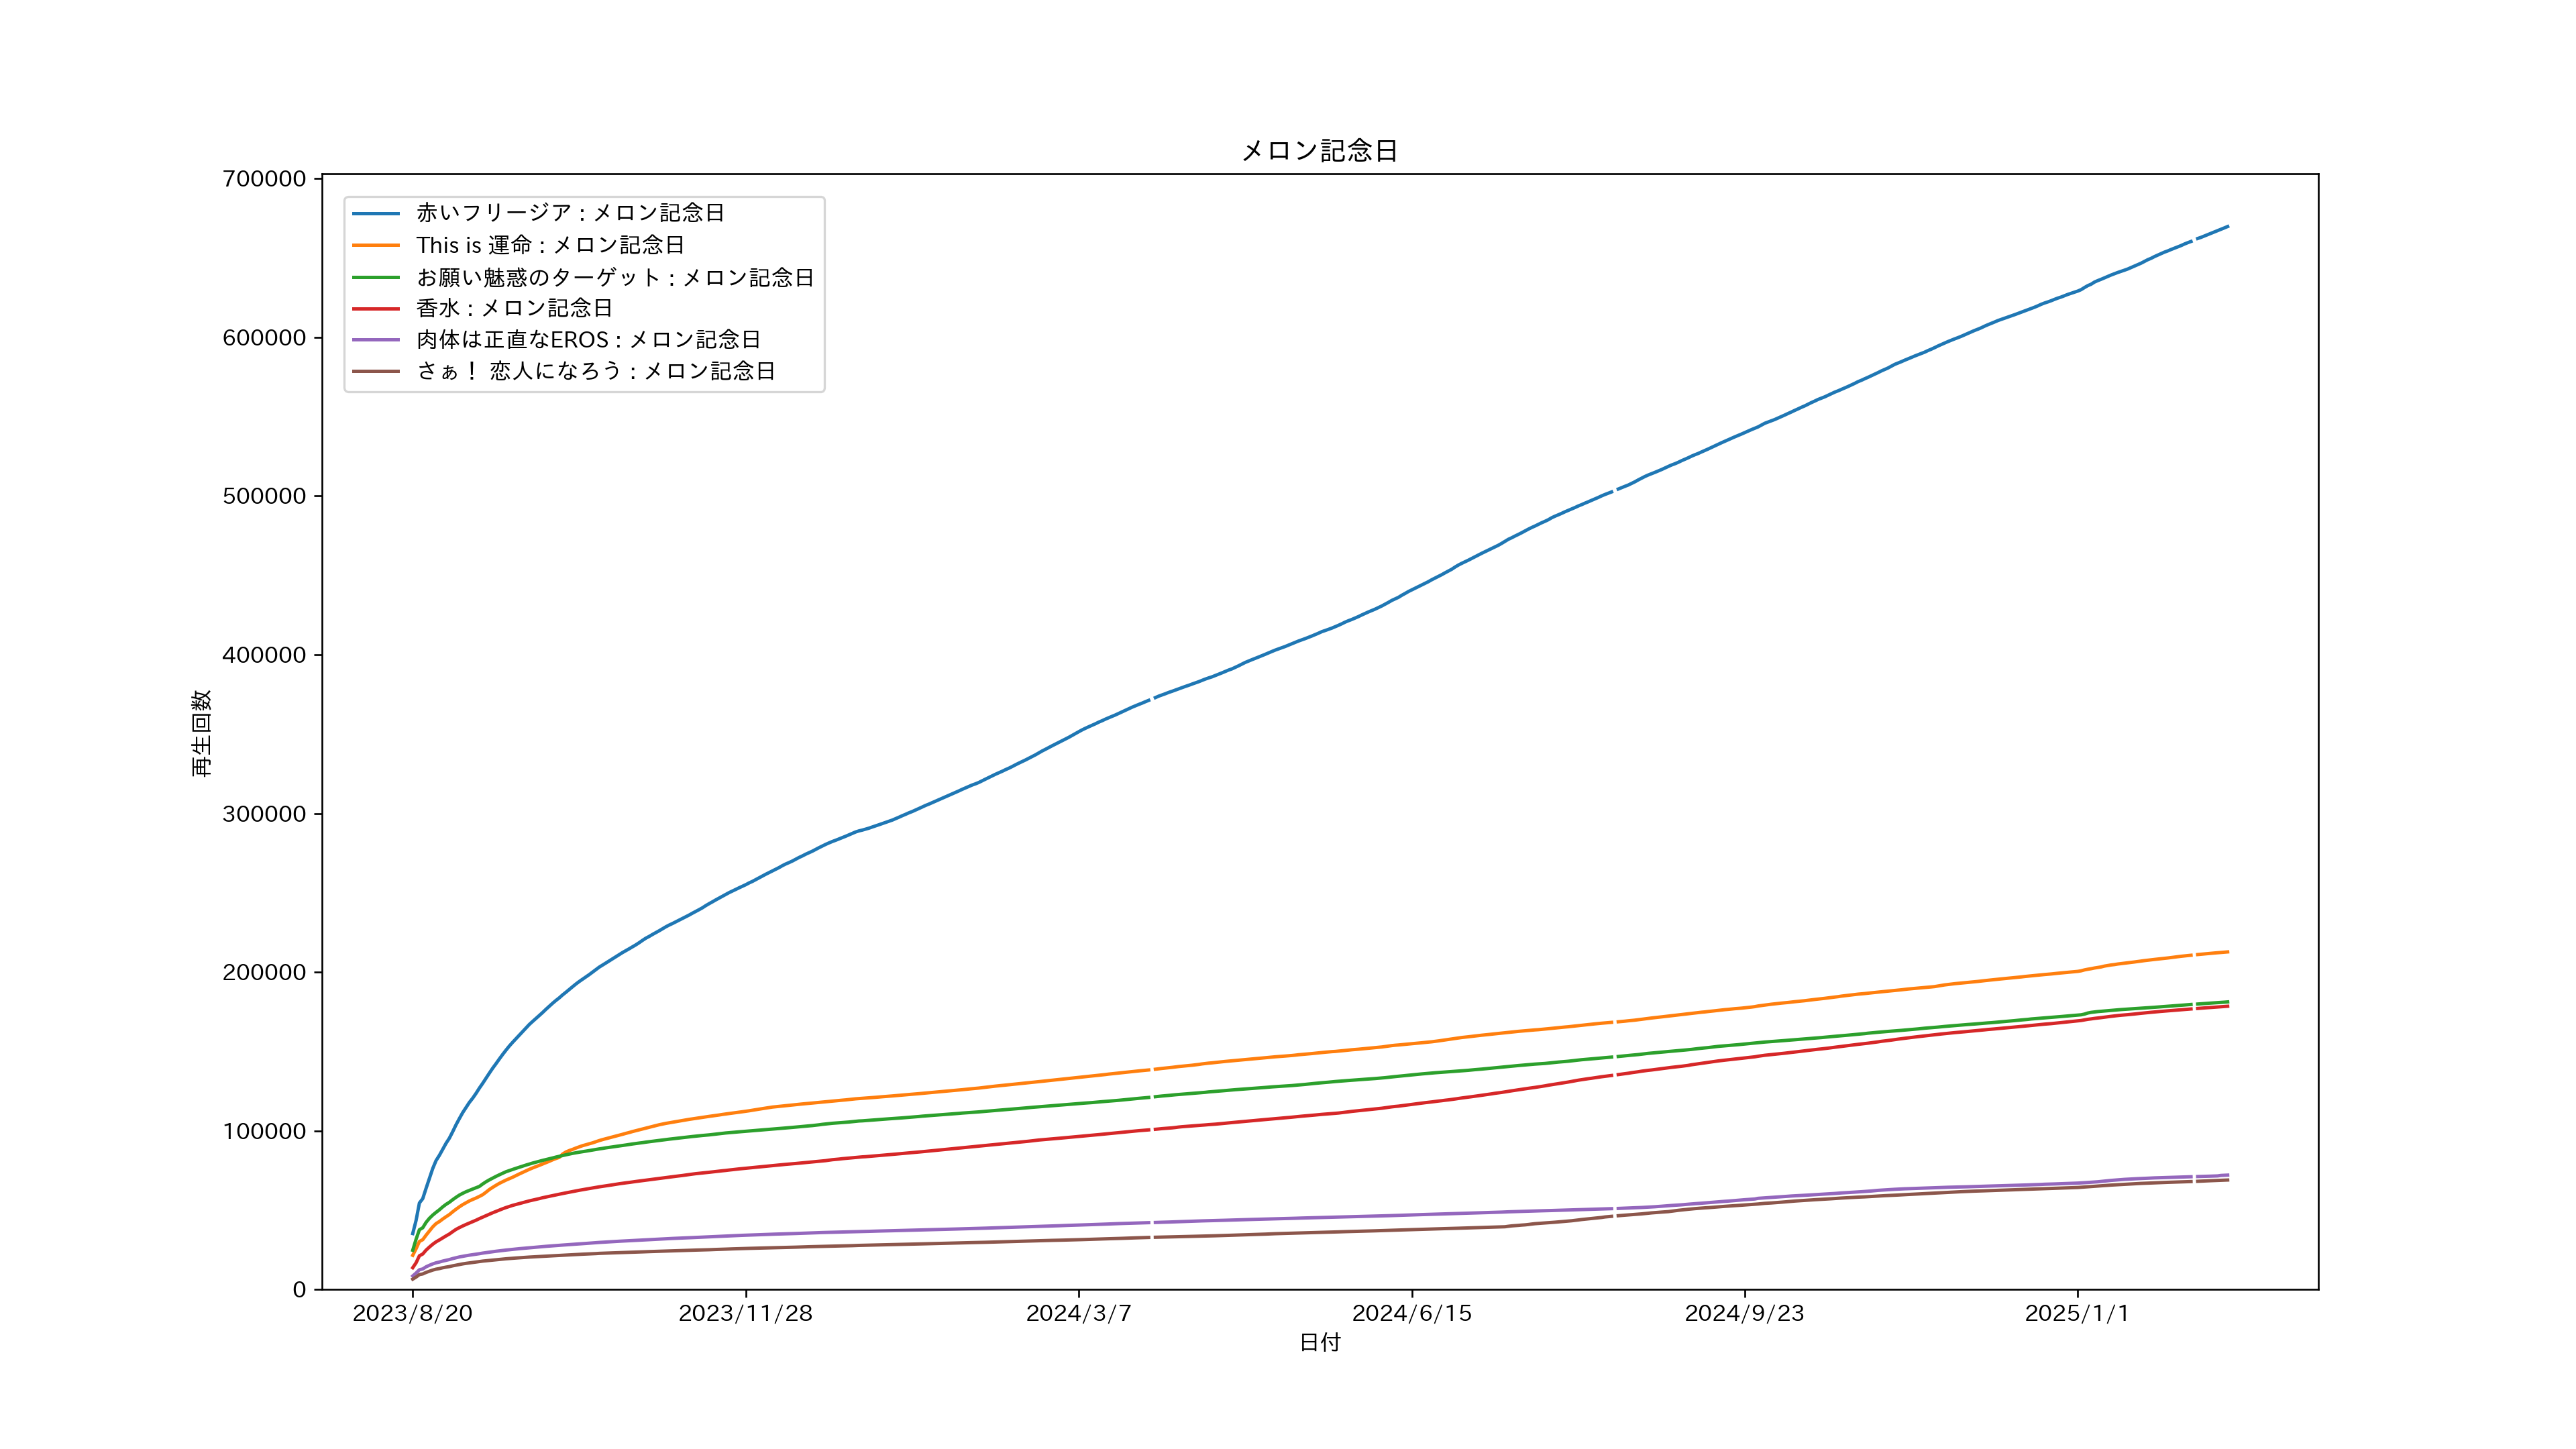 メロン記念日
700000
600000
500000
400000
300000
200000
100000
0
再生回数
赤いフリージア : メロン記念日
This is 運命 : メロン記念日
お願い魅惑のターゲット : メロン記念日
香水 : メロン記念日
肉体は正直なEROS : メロン記念日
さぁ！ 恋人になろう : メロン記念日
2023/8/20
2023/11/28
2024/3/7
2024/6/15
2024/9/23
2025/1/1
日付